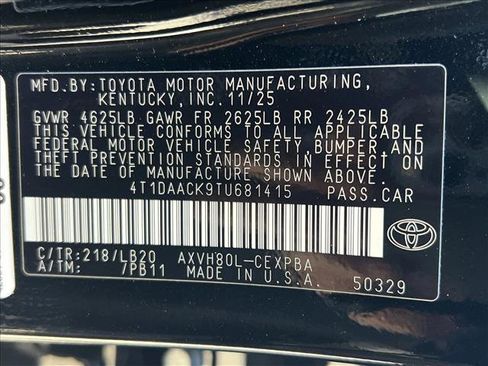 MFD.BY:TOYOTA MOTOR MANUFACTURING,
KENTUCKY,INC.11/25
GVWR 4625LB GAWR FR 2625LB RR 2425LB
THIS VEHICLE CONFORMS TO ALL APPLICABLE
FEDERAL MOTOR VEHICLE SAFETY,BUMPER,AND
THEFT PREVENTION STANDARDS IN EFFECT ON
THE DATE OF MANUFACTURE SHOWN ABOVE.
4T1DAACK9TU681415 PASS.CAR
C/TR:218/LB20 AXVH80L-CEXPBA
A/TM: 7PB11 MADE IN U.S.A. 50329